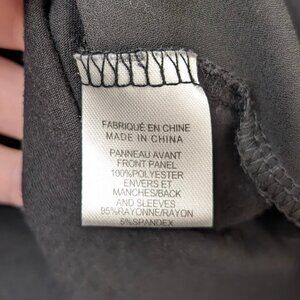 FABRIQUÉ EN CHINE
MADE IN CHINA
PANNEAU AVANT
FRONT PANEL
100%POLYESTER
ENVERS ET
MANCHES/BACK
AND SLEEVES
95%RAYONNE/RAYON
5%SPANDEX